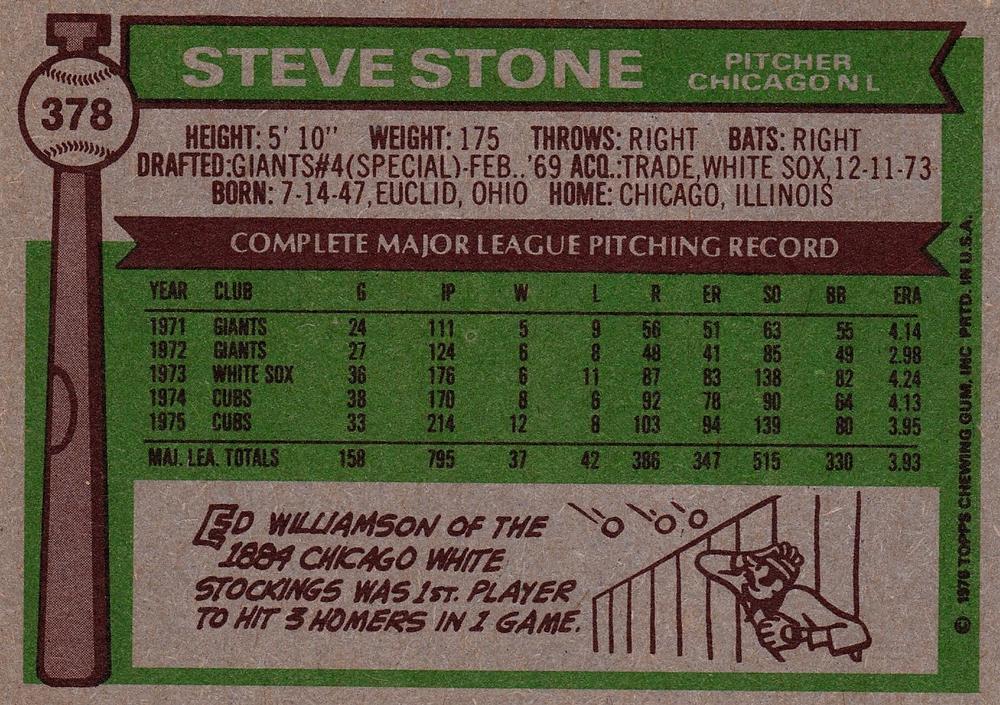 STEVE STONE
PITCHER
CHICAGO N L
378
HEIGHT: 5' 10" WEIGHT: 175 THROWS: RIGHT BATS: RIGHT
DRAFTED:GIANTS#4(SPECIAL)-FEB.. '69 ACQ.:TRADE,WHITE SOX,12-11-73
BORN: 7-14-47, EUCLID, OHIO HOME: CHICAGO, ILLINOIS
COMPLETE MAJOR LEAGUE PITCHING RECORD
YEAR CLUB G IP W L R ER SO BB ERA
1971 GIANTS 24 111 5 9 56 51 63 55 4.14
1972 GIANTS 27 124 6 8 48 41 85 49 2.98
1973 WHITE SOX 36 176 6 11 87 83 138 82 4.24
1974 CUBS 38 170 8 6 92 78 90 64 4.13
1975 CUBS 33 214 12 8 103 94 139 80 3.95
MAJ. LEA. TOTALS 158 795 37 42 386 347 515 330 3.93
ED WILLIAMSON OF THE
1884 CHICAGO WHITE
STOCKINGS WAS 1ST. PLAYER
TO HIT 3 HOMERS IN 1 GAME.
© 1976 TOPPS CHEWING GUM, INC PRTD. IN U.S.A.